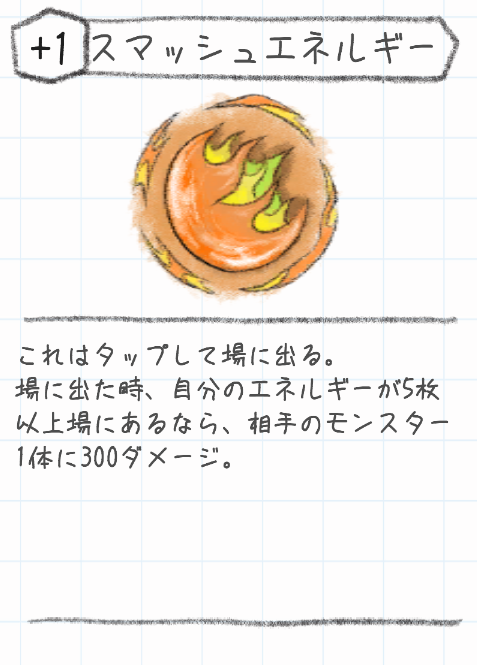 +1 スマッシュエネルギー
これはタップして場に出る。
場に出た時、自分のエネルギーが5枚
以上場にあるなら、相手のモンスター
1体に300ダメージ。